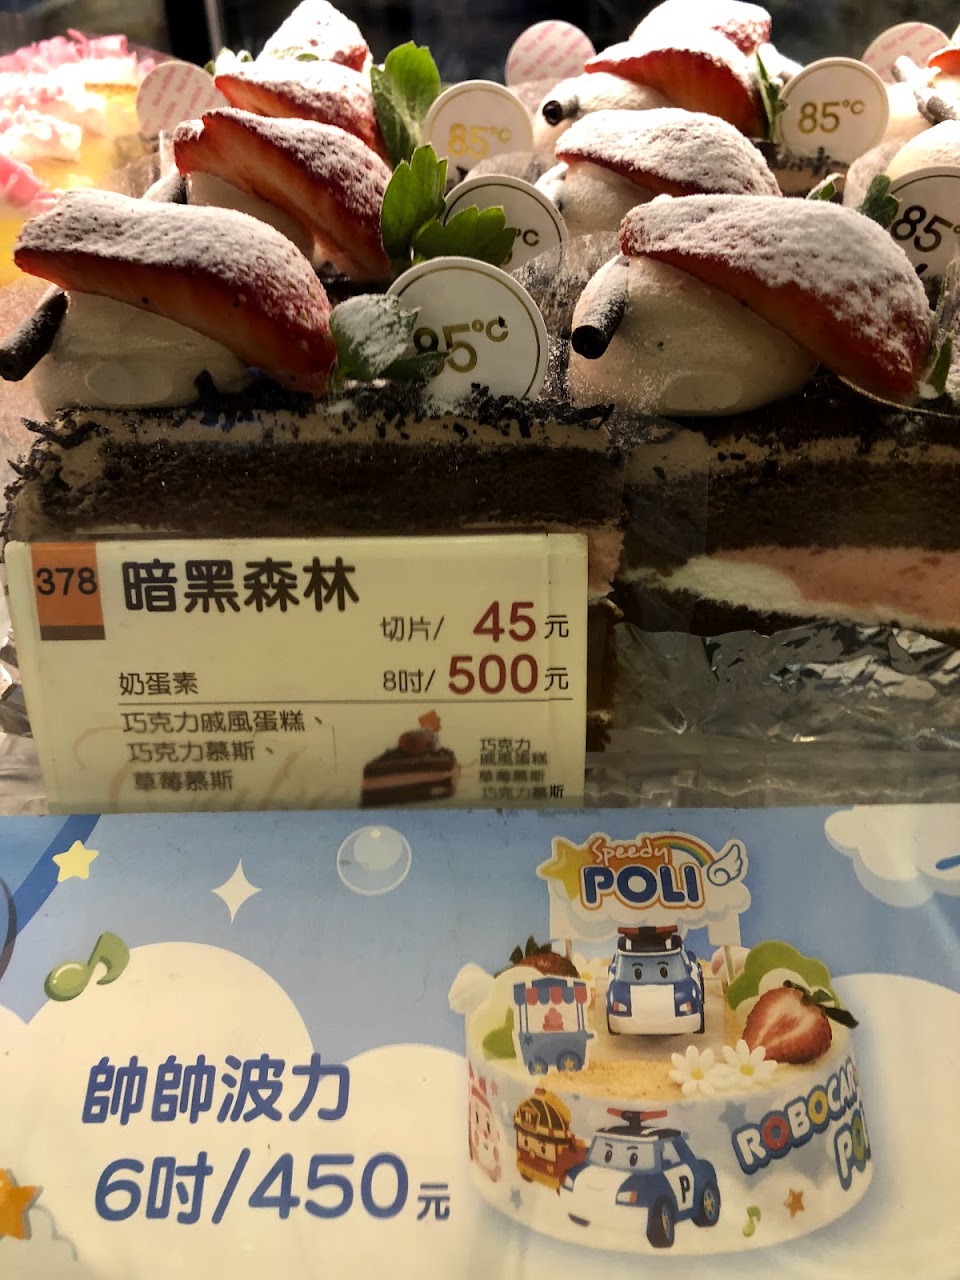 85°C
85°C
°C
85°
85°C
378
暗黑森林
切片/ 45元
奶蛋素
8吋/ 500元
巧克力戚風蛋糕、
巧克力慕斯、
草莓慕斯
巧克力
戚風蛋糕
草莓慕斯
巧克力慕斯
Speedy
POLI
ROBOCAR
PO
P
帥帥波力
6吋/450元